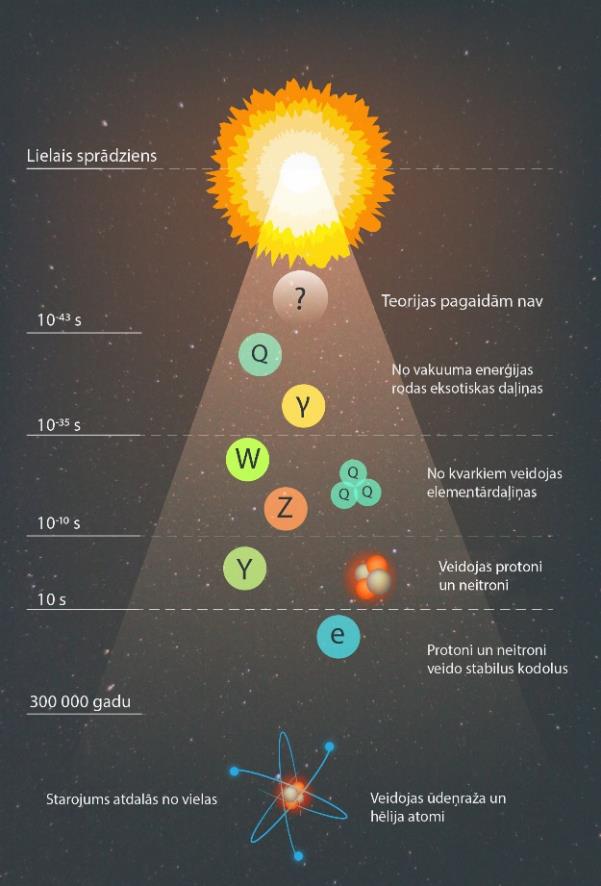 Lielais sprādziens
?
Teorijas pagaidām nav
10⁻⁴³ s
Q
No vakuuma enerģijas
rodas eksotiskas daļiņas
γ
10⁻³⁵ s
W
Q
Q Q
No kvarkiem veidojas
elementārdaļiņas
Z
10⁻¹⁰ s
Y
Veidojas protoni
un neitroni
10 s
e
Protoni un neitroni
veido stabilus kodolus
300 000 gadu
Starojums atdalās no vielas
Veidojas ūdeņraža un
hēlija atomi